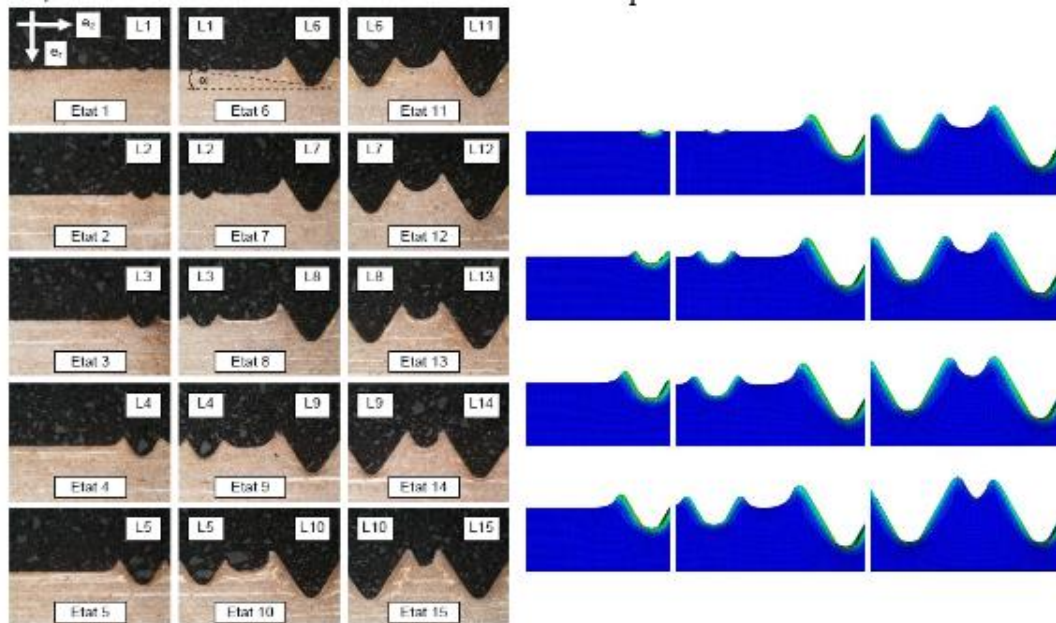 e₂ L1 L6 L6 L11
eᵣ
α
Etat 1 Etat 6 Etat 11
L2 L2 L7 L7 L12
Etat 2 Etat 7 Etat 12
L3 L3 L8 L8 L13
Etat 3 Etat 8 Etat 13
L4 L4 L9 L9 L14
Etat 4 Etat 9 Etat 14
L5 L5 L10 L10 L15
Etat 5 Etat 10 Etat 15